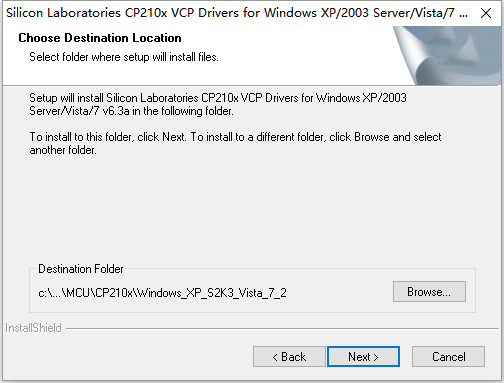 Silicon Laboratories CP210x VCP Drivers for Windows XP/2003 Server/Vista/7 ...
Choose Destination Location
Select folder where setup will install files.
Setup will install Silicon Laboratories CP210x VCP Drivers for Windows XP/2003
Server/Vista/7 v6.3a in the following folder.
To install to this folder, click Next. To install to a different folder, click Browse and select
another folder.
Destination Folder
c:\...\MCU\CP210x\Windows_XP_S2K3_Vista_7_2
Browse...
InstallShield
< Back
Next >
Cancel